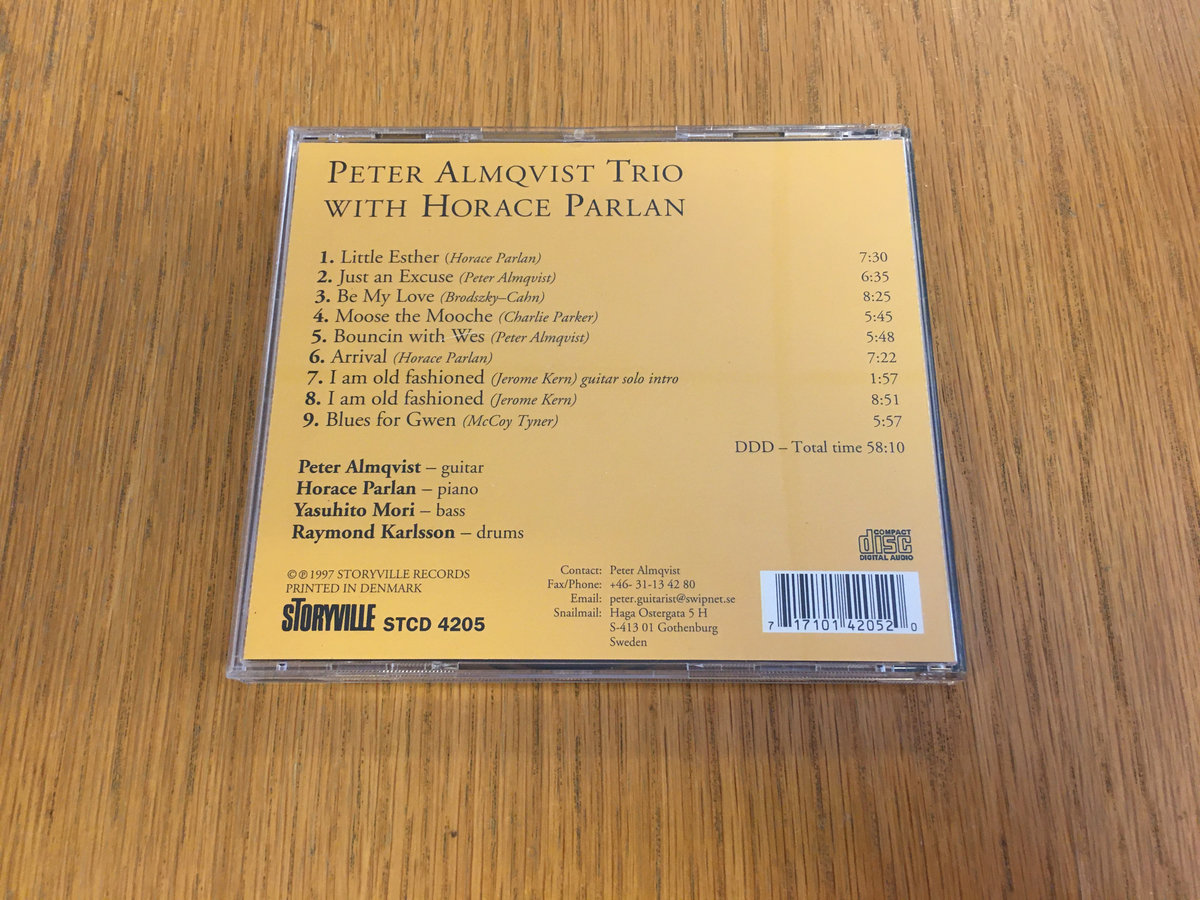 PETER ALMQVIST TRIO
WITH HORACE PARLAN
1. Little Esther (Horace Parlan) 7:30
2. Just an Excuse (Peter Almqvist) 6:35
3. Be My Love (Brodszky–Cahn) 8:25
4. Moose the Mooche (Charlie Parker) 5:45
5. Bouncin with Wes (Peter Almqvist) 5:48
6. Arrival (Horace Parlan) 7:22
7. I am old fashioned (Jerome Kern) guitar solo intro 1:57
8. I am old fashioned (Jerome Kern) 8:51
9. Blues for Gwen (McCoy Tyner) 5:57
DDD – Total time 58:10
Peter Almqvist – guitar
Horace Parlan – piano
Yasuhito Mori – bass
Raymond Karlsson – drums
©℗1997 STORYVILLE RECORDS
PRINTED IN DENMARK
STORYVILLE STCD 4205
Contact: Peter Almqvist
Fax/Phone: +46- 31-13 42 80
Email: peter.guitarist@swipnet.se
Snailmail: Haga Ostergata 5 H
S-413 01 Gothenburg
Sweden
COMPACT
disc
DIGITAL AUDIO
7 17101 42052 0